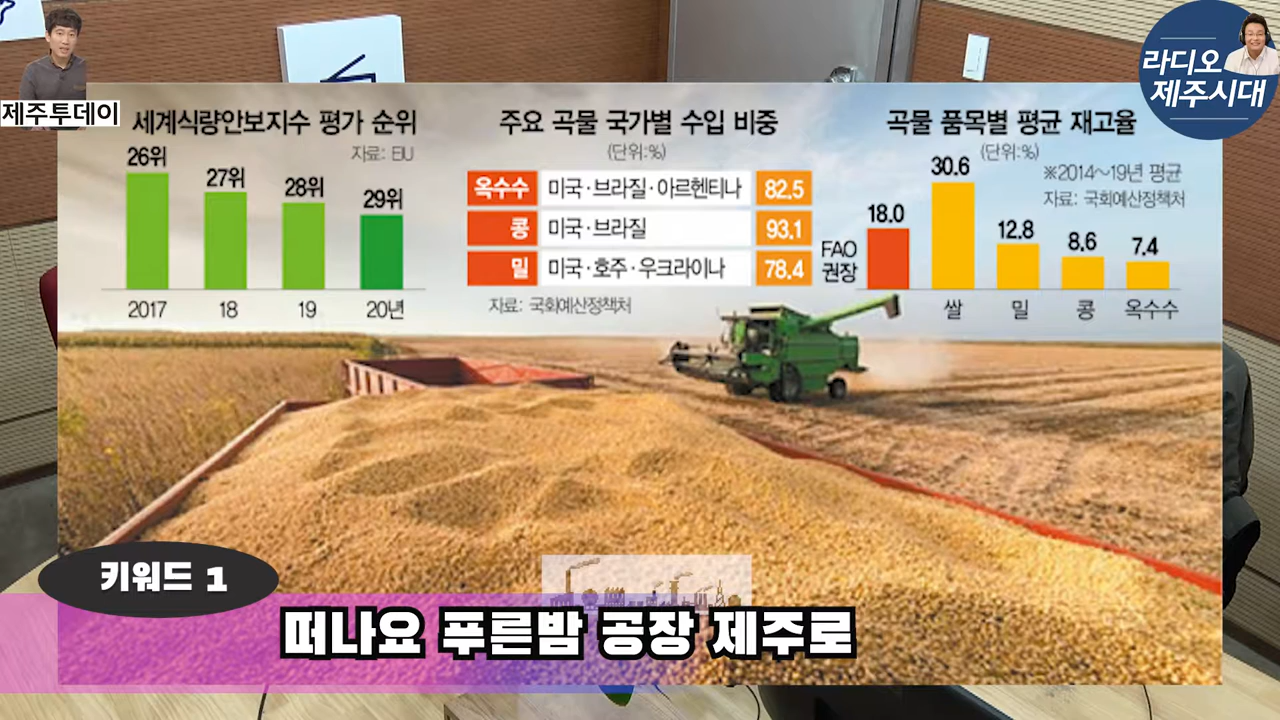 제주투데이
라디오
제주시대
세계식량안보지수 평가 순위
자료: EIU
26위
27위
28위
29위
2017
18
19
20년
주요 곡물 국가별 수입 비중
(단위:%)
옥수수 미국·브라질·아르헨티나 82.5
콩 미국·브라질 93.1
밀 미국·호주·우크라이나 78.4
자료: 국회예산정책처
곡물 품목별 평균 재고율
(단위:%)
※2014~19년 평균
자료: 국회예산정책처
18.0
30.6
12.8
8.6
7.4
FAO
권장
쌀
밀
콩
옥수수
키워드 1
떠나요 푸른밤 공장 제주로